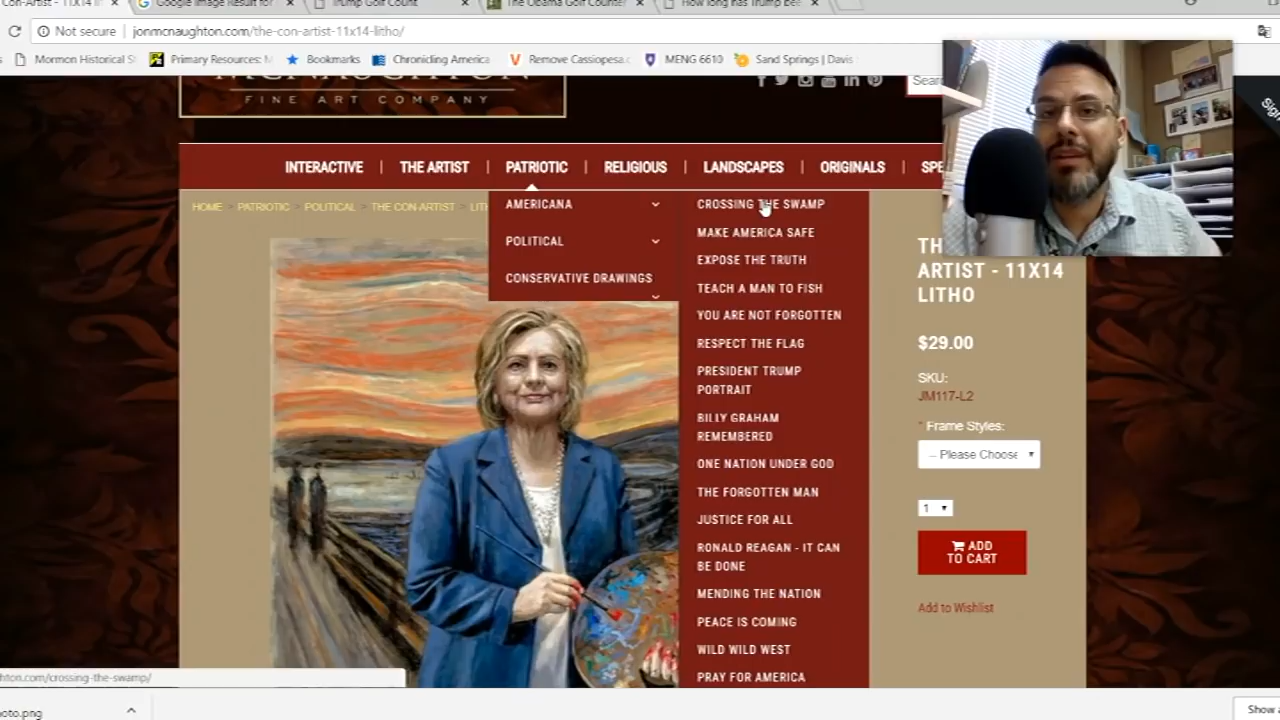 Google Image Result for
Trump Golf Count
The Obama Golf Counter
How long has Trump bee
Not secure | jonmcnaughton.com/the-con-artist-11x14-litho/
Mormon Historical S
Primary Resources: M
Bookmarks
Chronicling America
Remove Cassiopesa.c
MENG 6610
Sand Springs | Davis
MCNAUGHTON
FINE ART COMPANY
Sear
Sign
INTERACTIVE | THE ARTIST | PATRIOTIC | RELIGIOUS | LANDSCAPES | ORIGINALS | SPE
HOME > PATRIOTIC > POLITICAL > THE CON-ARTIST > LIT
AMERICANA
POLITICAL
CONSERVATIVE DRAWINGS
CROSSING THE SWAMP
MAKE AMERICA SAFE
EXPOSE THE TRUTH
TEACH A MAN TO FISH
YOU ARE NOT FORGOTTEN
RESPECT THE FLAG
PRESIDENT TRUMP
PORTRAIT
BILLY GRAHAM
REMEMBERED
ONE NATION UNDER GOD
THE FORGOTTEN MAN
JUSTICE FOR ALL
RONALD REAGAN - IT CAN
BE DONE
MENDING THE NATION
PEACE IS COMING
WILD WILD WEST
PRAY FOR AMERICA
TH
ARTIST - 11X14
LITHO
$29.00
SKU:
JM117-L2
* Frame Styles:
-- Please Choose
1
ADD
TO CART
Add to Wishlist
hton.com/crossing-the-swamp/
oto.png
Show a